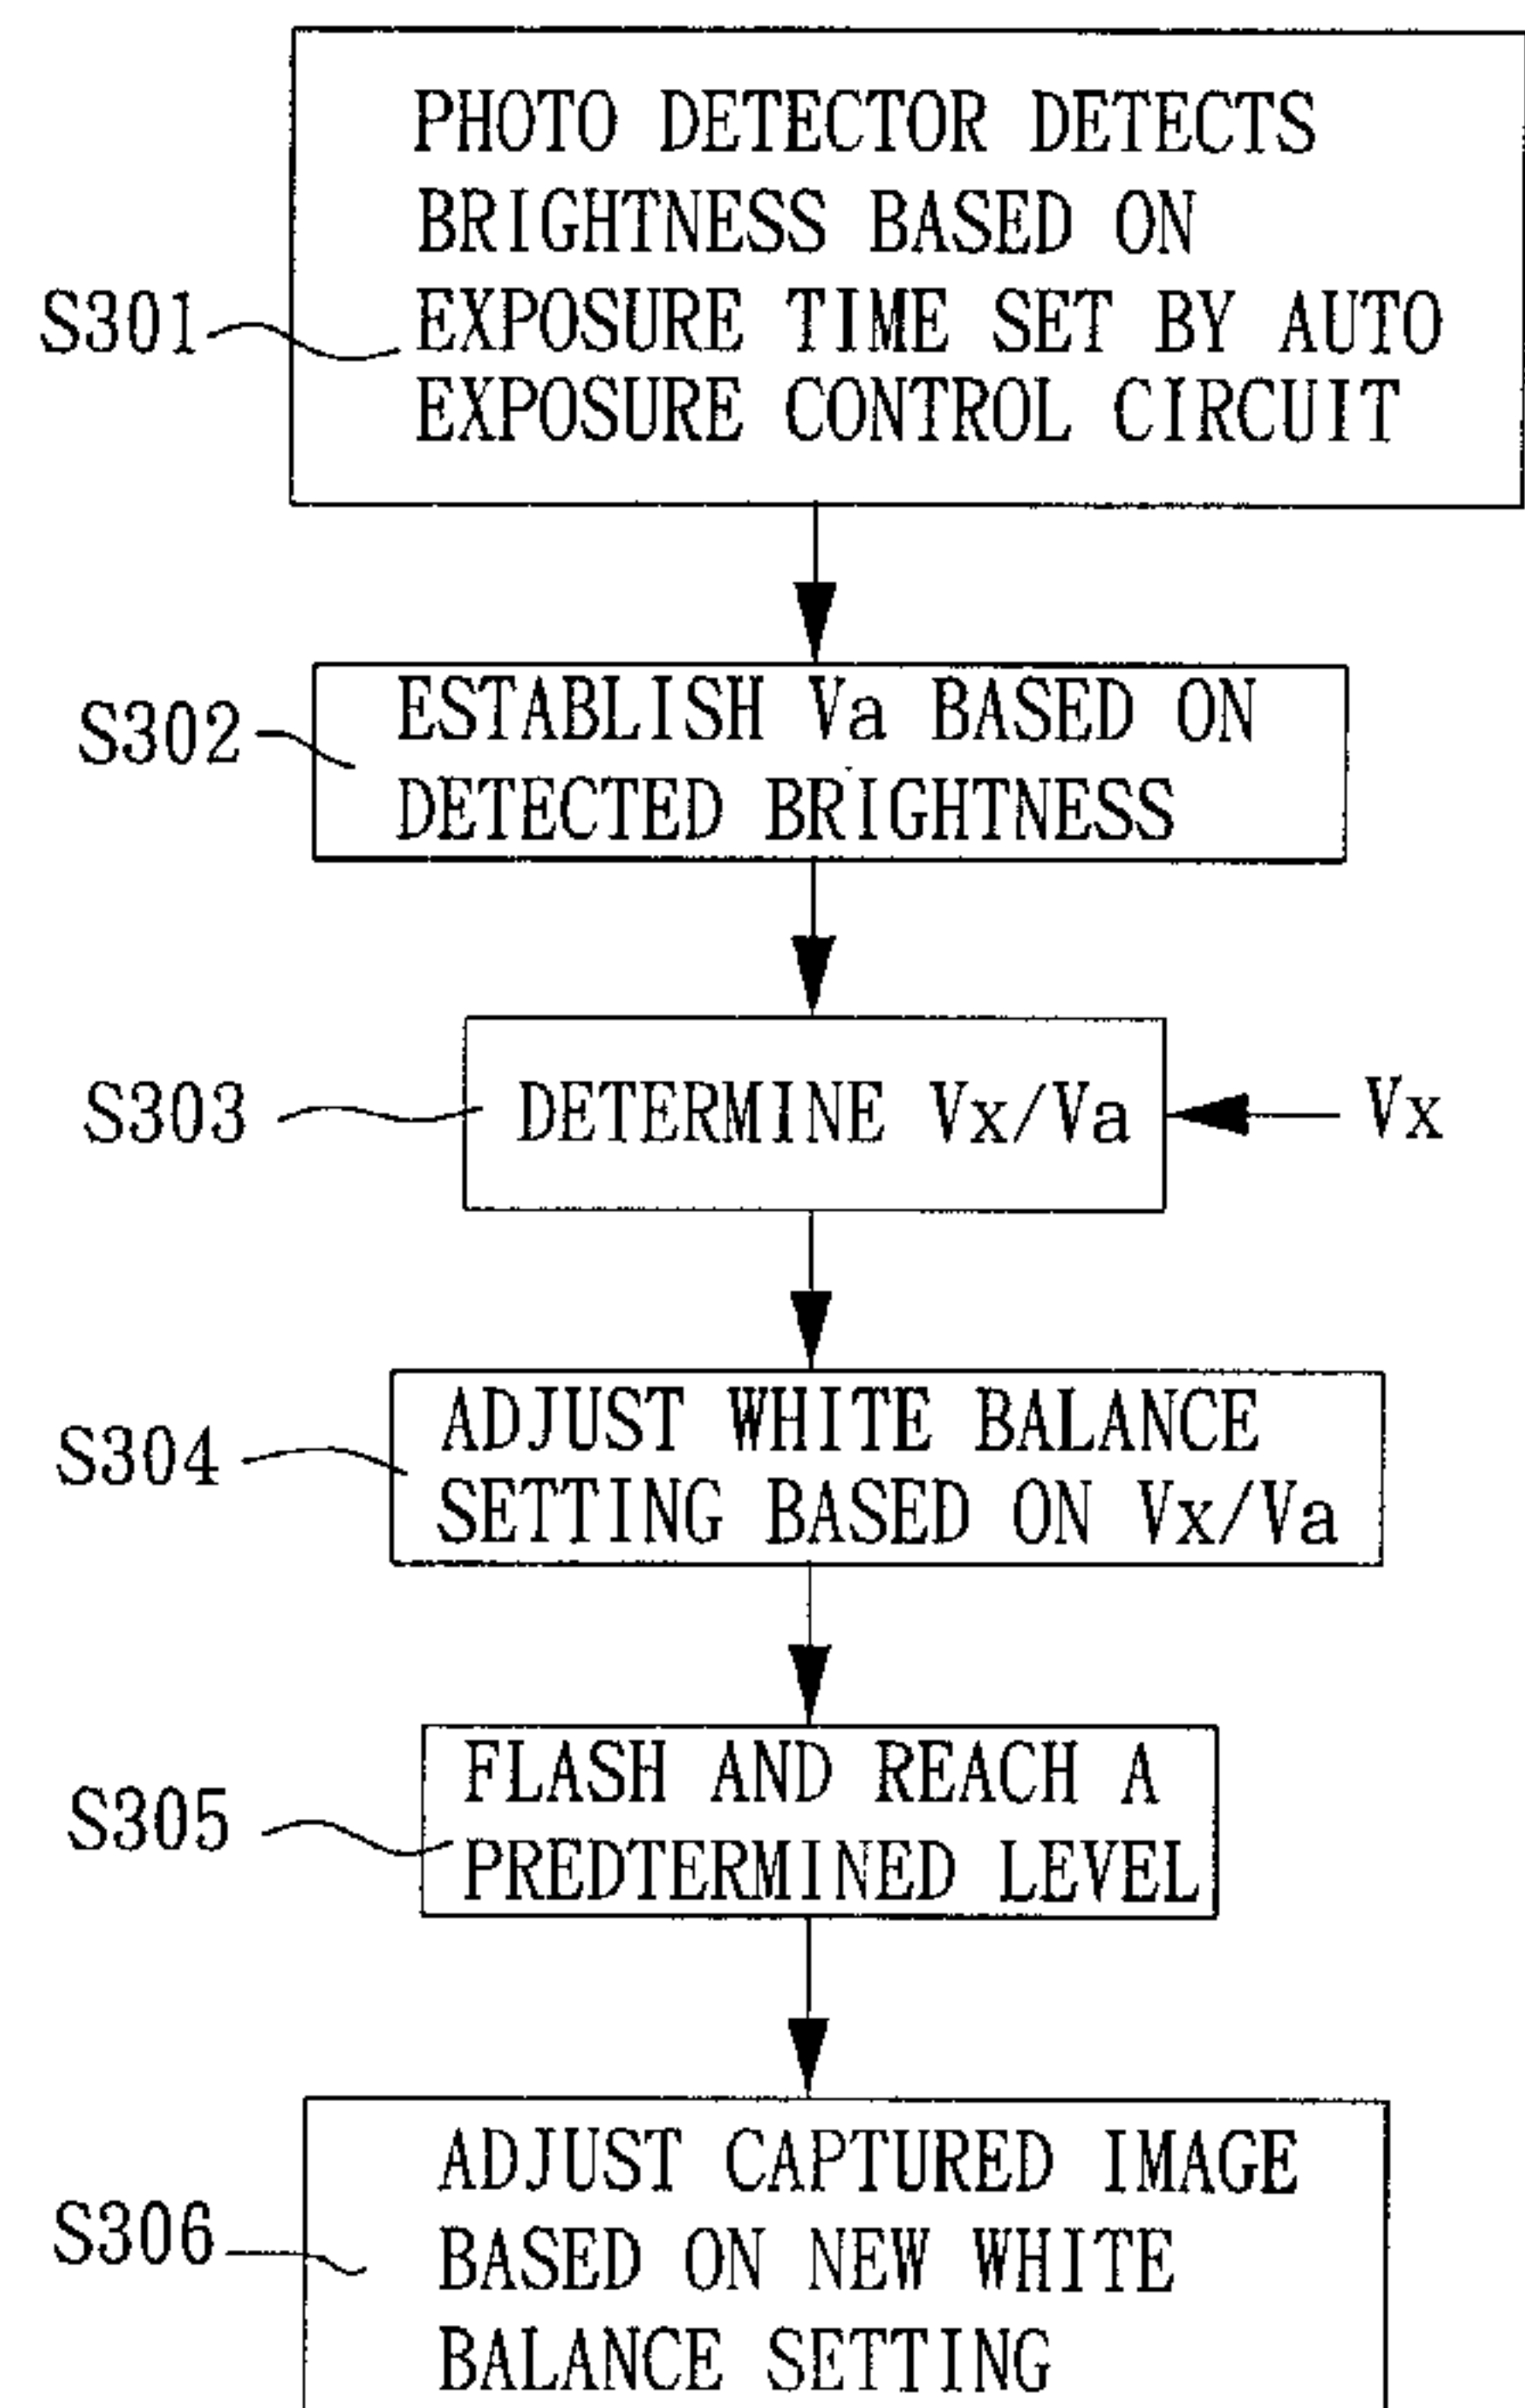 PHOTO DETECTOR DETECTS
BRIGHTNESS BASED ON
S301
EXPOSURE TIME SET BY AUTO
EXPOSURE CONTROL CIRCUIT
S302
ESTABLISH Va BASED ON
DETECTED BRIGHTNESS
S303
DETERMINE Vx/Va
Vx
S304
ADJUST WHITE BALANCE
SETTING BASED ON Vx/Va
S305
FLASH AND REACH A
PREDTERMINED LEVEL
S306
ADJUST CAPTURED IMAGE
BASED ON NEW WHITE
BALANCE SETTING